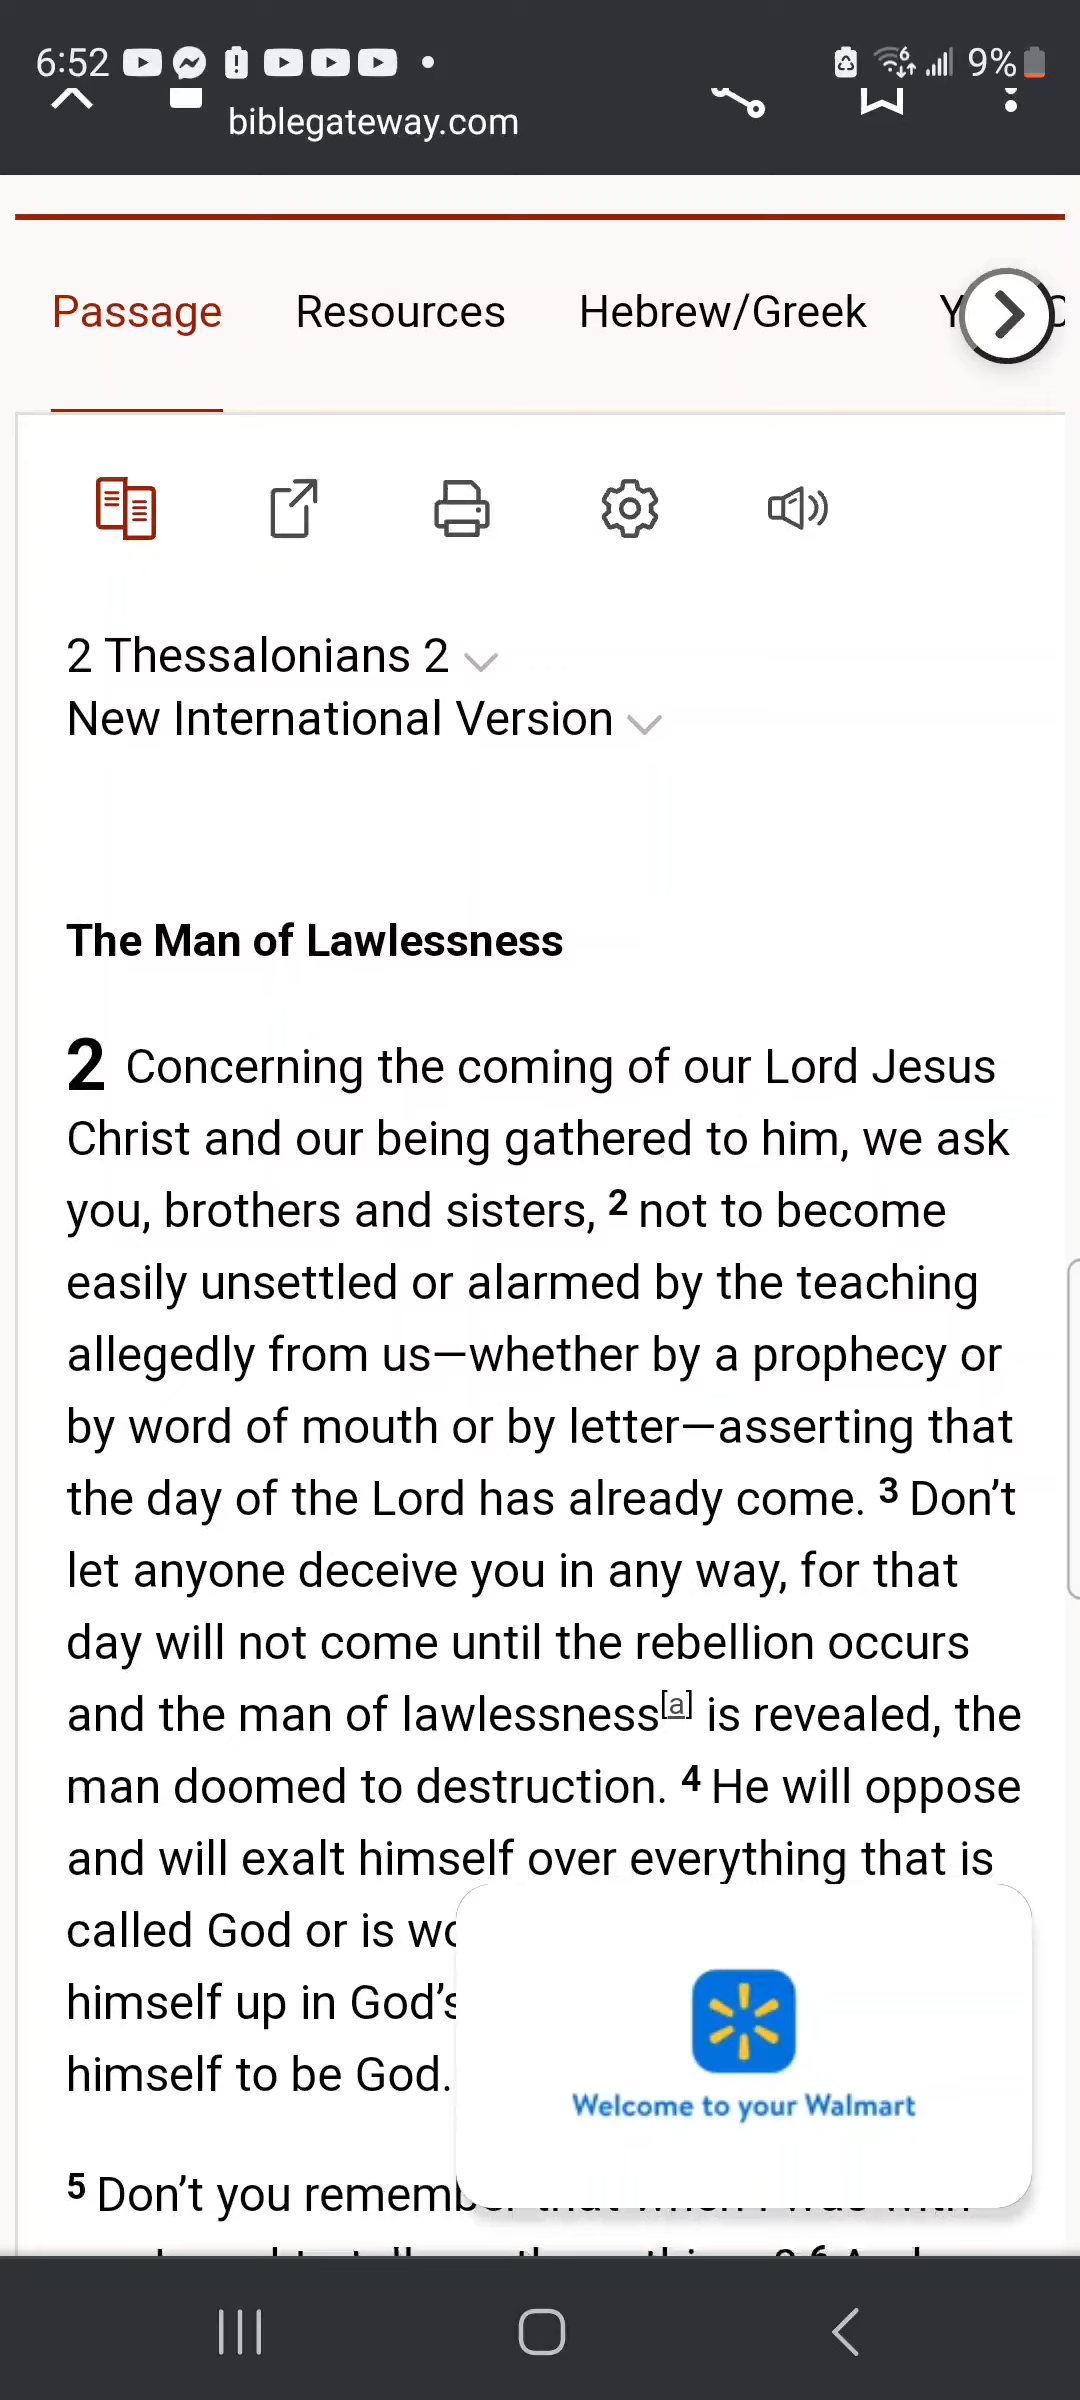 6:52
9%
biblegateway.com
Passage Resources Hebrew/Greek
2 Thessalonians 2
New International Version
The Man of Lawlessness
2 Concerning the coming of our Lord Jesus
Christ and our being gathered to him, we ask
you, brothers and sisters, 2 not to become
easily unsettled or alarmed by the teaching
allegedly from us—whether by a prophecy or
by word of mouth or by letter—asserting that
the day of the Lord has already come. 3 Don’t
let anyone deceive you in any way, for that
day will not come until the rebellion occurs
and the man of lawlessness[a] is revealed, the
man doomed to destruction. 4 He will oppose
and will exalt himself over everything that is
called God or is
himself up in God’s
himself to be God.
Welcome to your Walmart
5 Don’t you